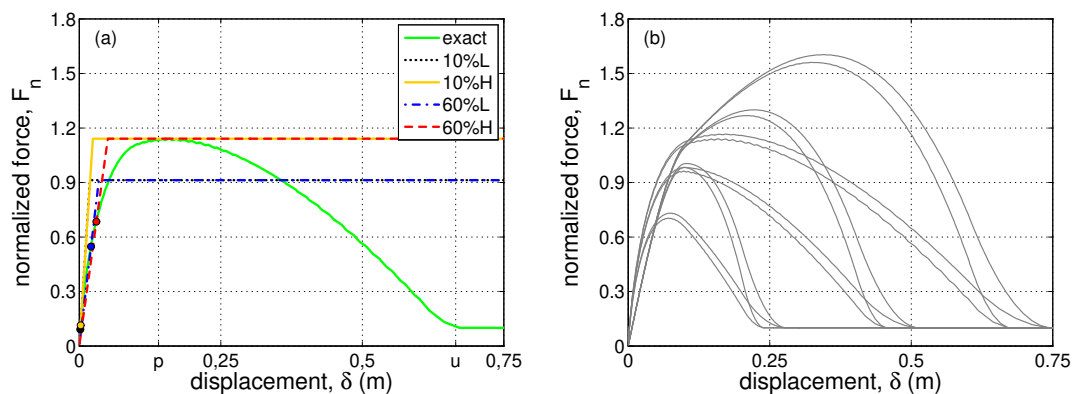 (a)
exact
10%L
10%H
60%L
60%H
normalized force, Fₙ
1.8
1.5
1.2
0.9
0.6
0.3
0
0 p 0,25 0,5 u 0,75
displacement, δ (m)
(b)
normalized force, Fₙ
1.8
1.5
1.2
0.9
0.6
0.3
0
0 0.25 0.5 0.75
displacement, δ (m)